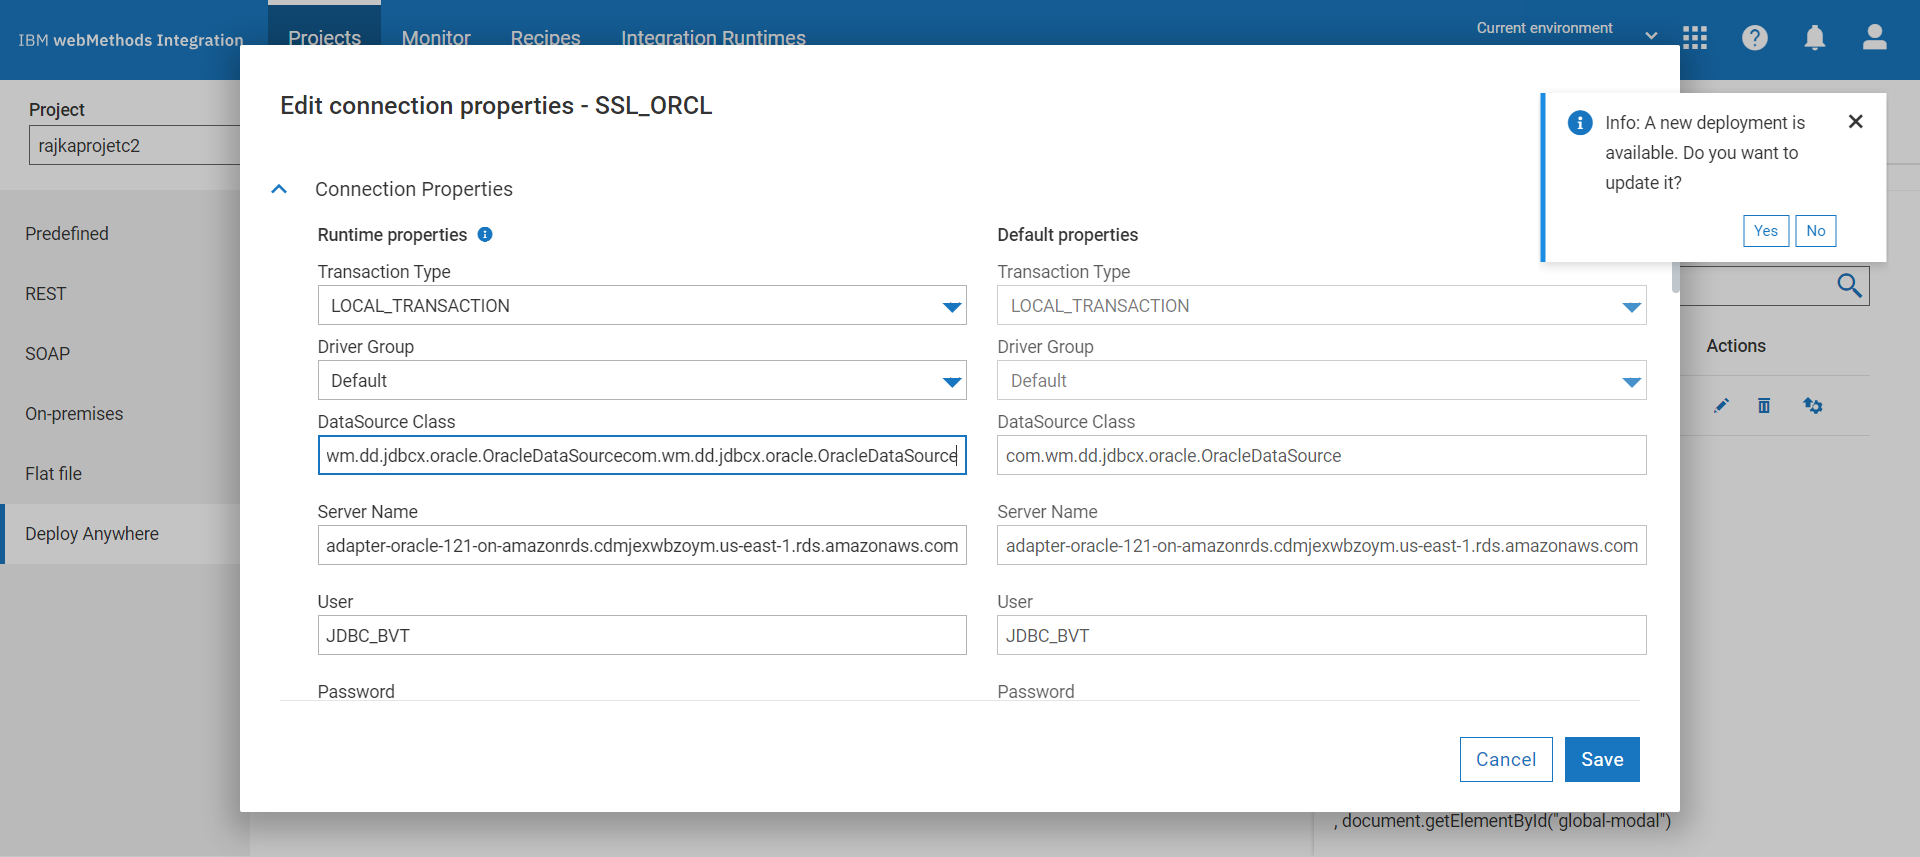 IBM webMethods Integration
Projects
Monitor
Recipes
Integration Runtimes
Current environment
Project
rajkaprojetc2
Predefined
REST
SOAP
On-premises
Flat file
Deploy Anywhere
Edit connection properties - SSL_ORCL
Connection Properties
Runtime properties
Transaction Type
LOCAL_TRANSACTION
Driver Group
Default
DataSource Class
wm.dd.jdbcx.oracle.OracleDataSourcecom.wm.dd.jdbcx.oracle.OracleDataSource
Server Name
adapter-oracle-121-on-amazonrds.cdmjexwbzoym.us-east-1.rds.amazonaws.com
User
JDBC_BVT
Password
Default properties
Transaction Type
LOCAL_TRANSACTION
Driver Group
Default
DataSource Class
com.wm.dd.jdbcx.oracle.OracleDataSource
Server Name
adapter-oracle-121-on-amazonrds.cdmjexwbzoym.us-east-1.rds.amazonaws.com
User
JDBC_BVT
Password
Cancel
Save
Info: A new deployment is
available. Do you want to
update it?
Yes
No
Actions
, document.getElementById("global-modal")